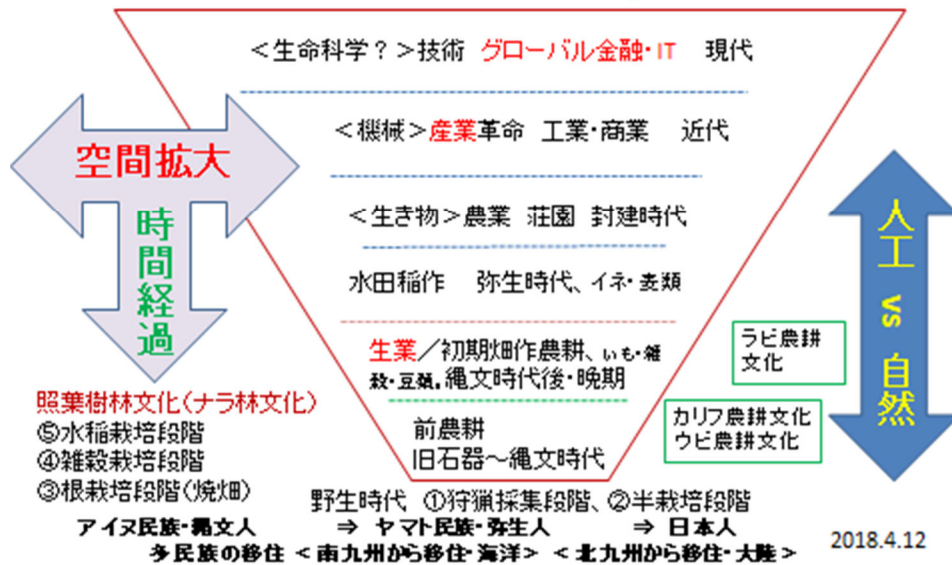 ＜生命科学？＞技術　グローバル金融・IT　現代
＜機械＞産業革命　工業・商業　近代
空間拡大
＜生き物＞農業　荘園　封建時代
時間経過
人工 vs 自然
水田稲作　弥生時代、イネ・麦類
生業／初期畑作農耕、いも・雑
穀・豆類。縄文時代後・晩期
ラビ農耕
文化
照葉樹林文化（ナラ林文化）
⑤水稲栽培段階
④雑穀栽培段階
③根栽培段階（焼畑）
前農耕
旧石器～縄文時代
カリフ農耕文化
ウビ農耕文化
野生時代　①狩猟採集段階、②半栽培段階
アイヌ民族・縄文人　⇒　ヤマト民族・弥生人　⇒　日本人
多民族の移住 ＜南九州から移住・海洋＞ ＜北九州から移住・大陸＞
2018.4.12